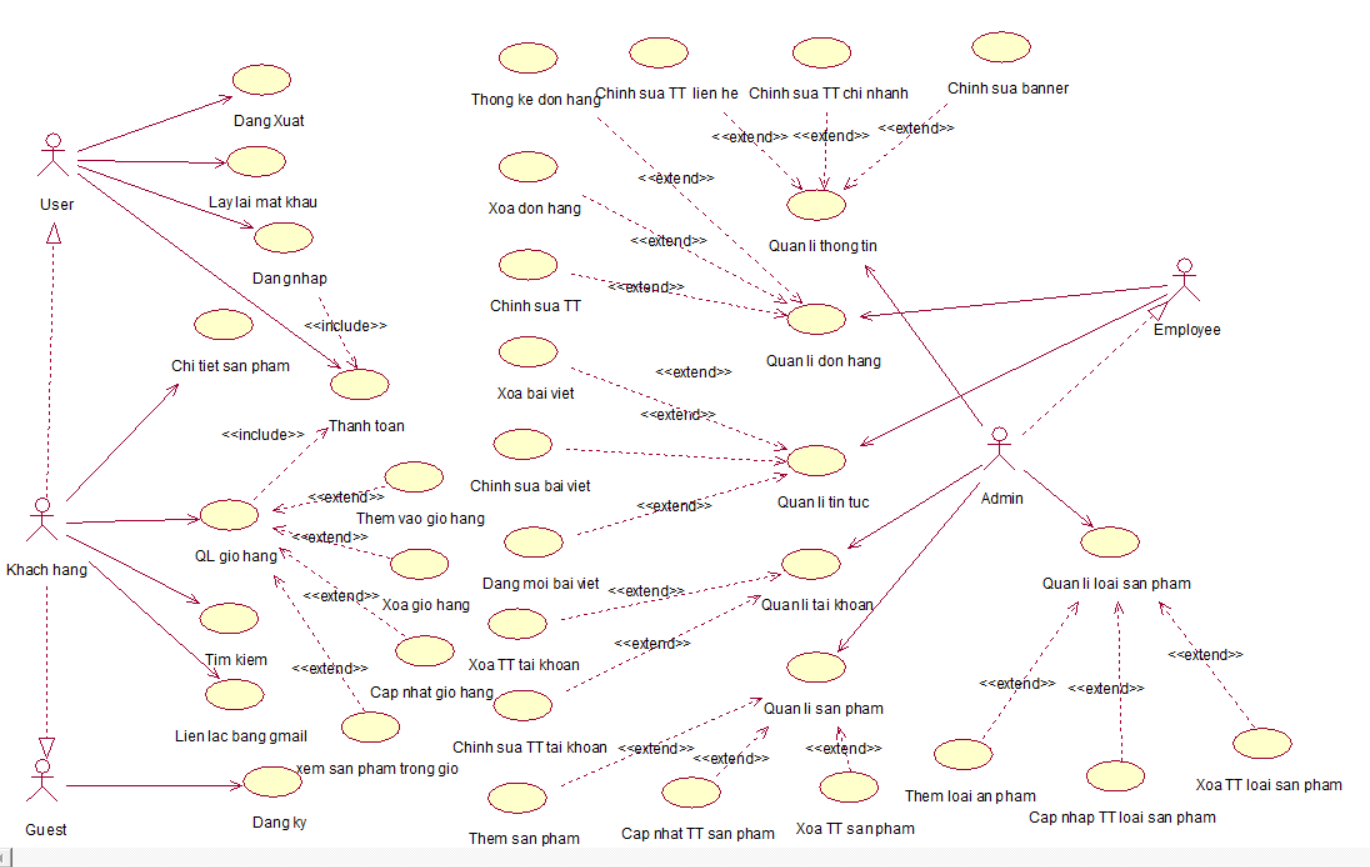 Thong ke don hang
Chinh sua TT lien he
Chinh sua TT chi nhanh
Chinh sua banner
Dang Xuat
<<extend>>
<<extend>>
<<extend>>
User
Lay lai mat khau
<<extend>>
Xoa don hang
Quan li thong tin
<<extend>>
Dang nhap
<<extend>>
Chinh sua TT
<<include>>
Employee
Chi tiet san pham
Quan li don hang
<<extend>>
Xoa bai viet
<<extend>>
Thanh toan
<<include>>
Chinh sua bai viet
Quan li tin tuc
Admin
<<extend>>
Them vao gio hang
<<extend>>
<<extend>>
QL gio hang
Khach hang
Dang moi bai viet
Quan li loai san pham
<<extend>>
<<extend>>
Xoa gio hang
Quan li tai khoan
<<extend>>
Tim kiem
Xoa TT tai khoan
<<extend>>
<<extend>>
<<extend>>
<<extend>>
Cap nhat gio hang
Quan li san pham
Lien lac bang gmail
Chinh sua TT tai khoan
<<extend>>
<<extend>>
<<extend>>
xem san pham trong gio
Xoa TT loai san pham
Them loai an pham
Guest
Dang ky
Them san pham
Cap nhat TT san pham
Xoa TT san pham
Cap nhap TT loai san pham